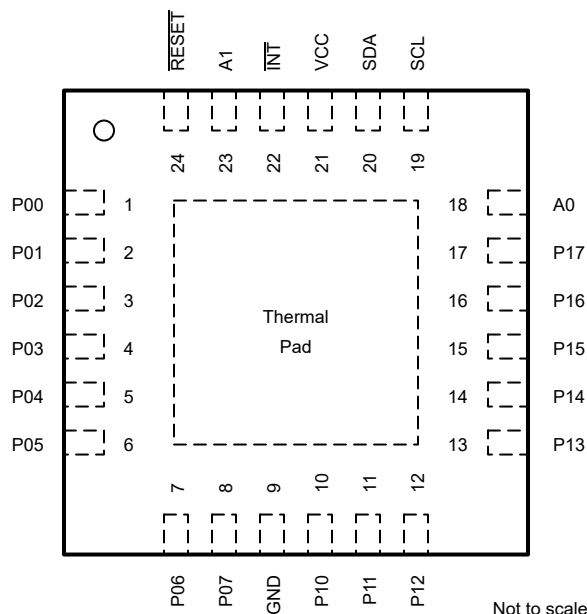 R̅E̅S̅E̅T̅
A1
I̅N̅T̅
VCC
SDA
SCL
24
23
22
21
20
19
P00 1
18 A0
P01 2
17 P17
P02 3
16 P16
P03 4
15 P15
P04 5
14 P14
P05 6
13 P13
Thermal
Pad
7
8
9
10
11
12
P06
P07
GND
P10
P11
P12
Not to scale